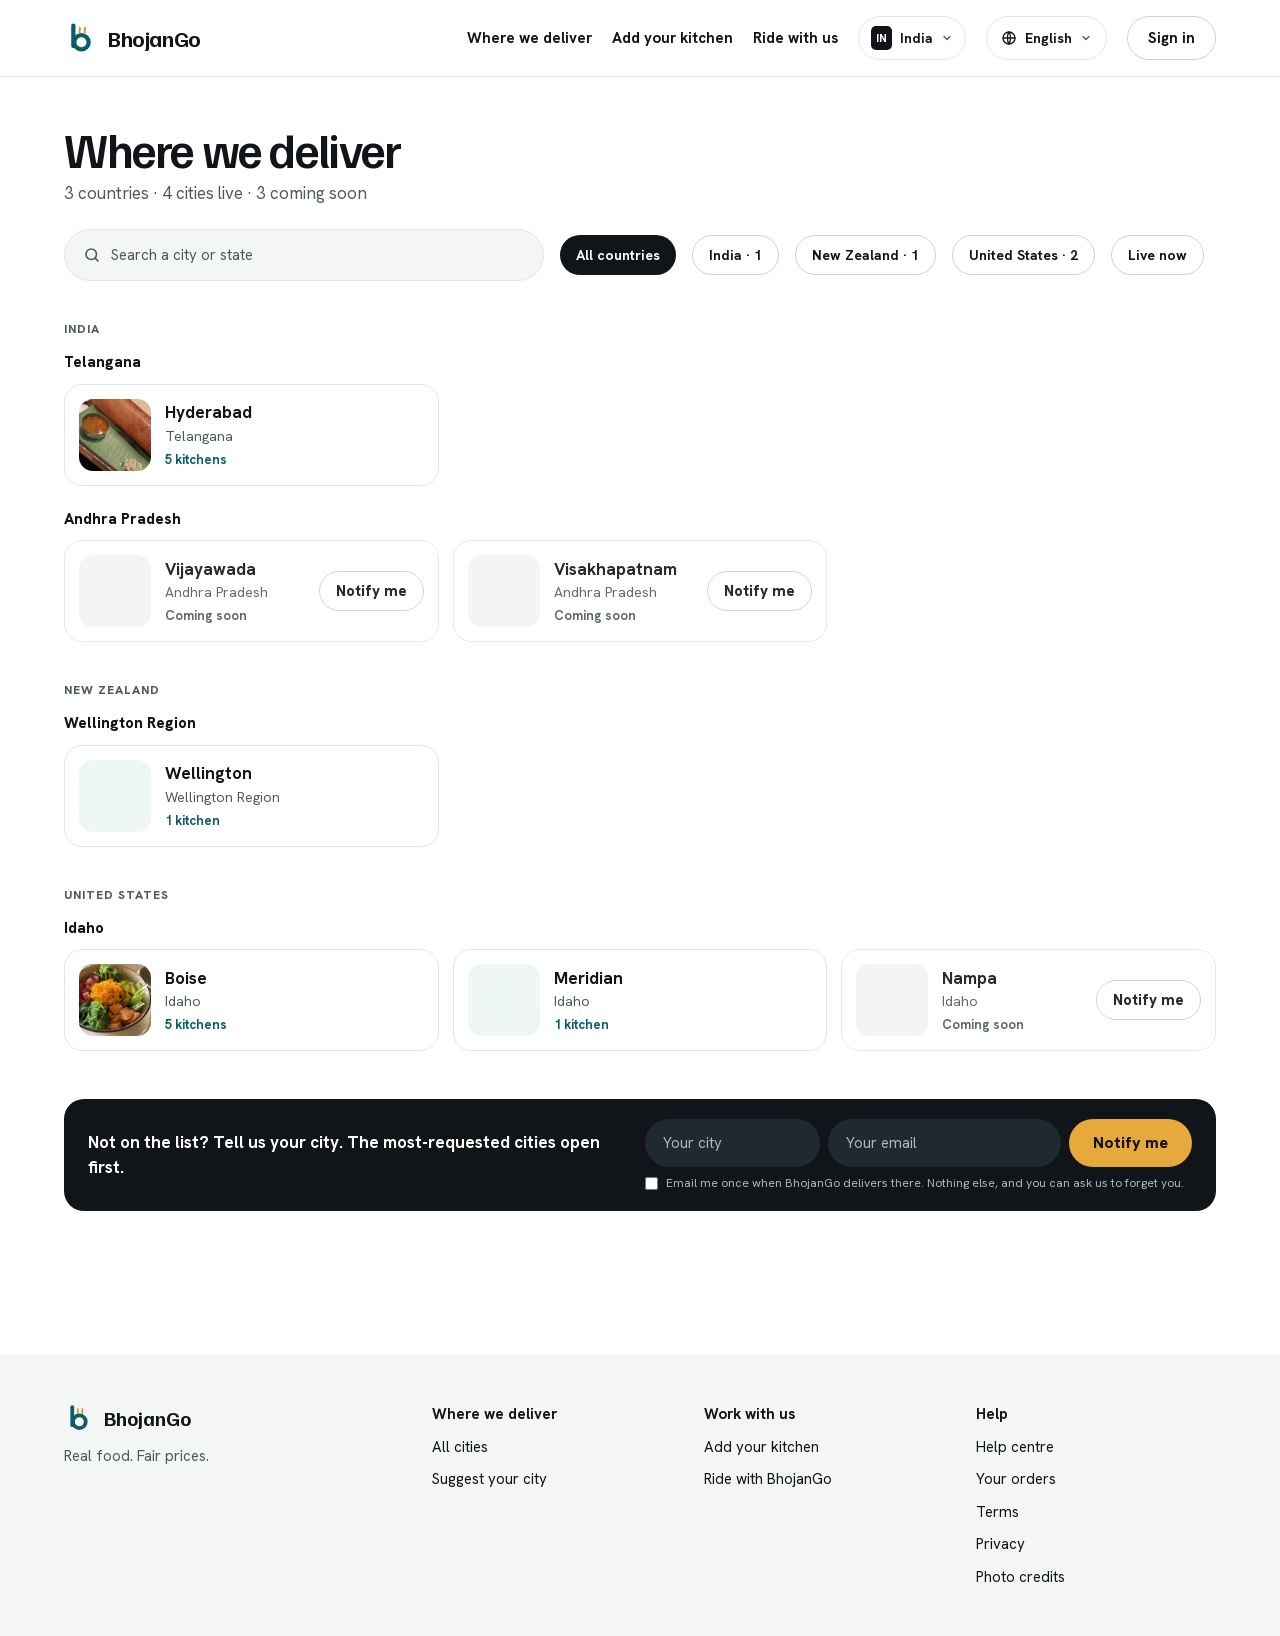 BhojanGo
Where we deliver
Add your kitchen
Ride with us
IN India
English
Sign in
Where we deliver
3 countries · 4 cities live · 3 coming soon
Search a city or state
All countries
India · 1
New Zealand · 1
United States · 2
Live now
INDIA
Telangana
Hyderabad
Telangana
5 kitchens
Andhra Pradesh
Vijayawada
Andhra Pradesh
Coming soon
Notify me
Visakhapatnam
Andhra Pradesh
Coming soon
Notify me
NEW ZEALAND
Wellington Region
Wellington
Wellington Region
1 kitchen
UNITED STATES
Idaho
Boise
Idaho
5 kitchens
Meridian
Idaho
1 kitchen
Nampa
Idaho
Coming soon
Notify me
Not on the list? Tell us your city. The most-requested cities open
first.
Your city
Your email
Notify me
Email me once when BhojanGo delivers there. Nothing else, and you can ask us to forget you.
BhojanGo
Real food. Fair prices.
Where we deliver
All cities
Suggest your city
Work with us
Add your kitchen
Ride with BhojanGo
Help
Help centre
Your orders
Terms
Privacy
Photo credits